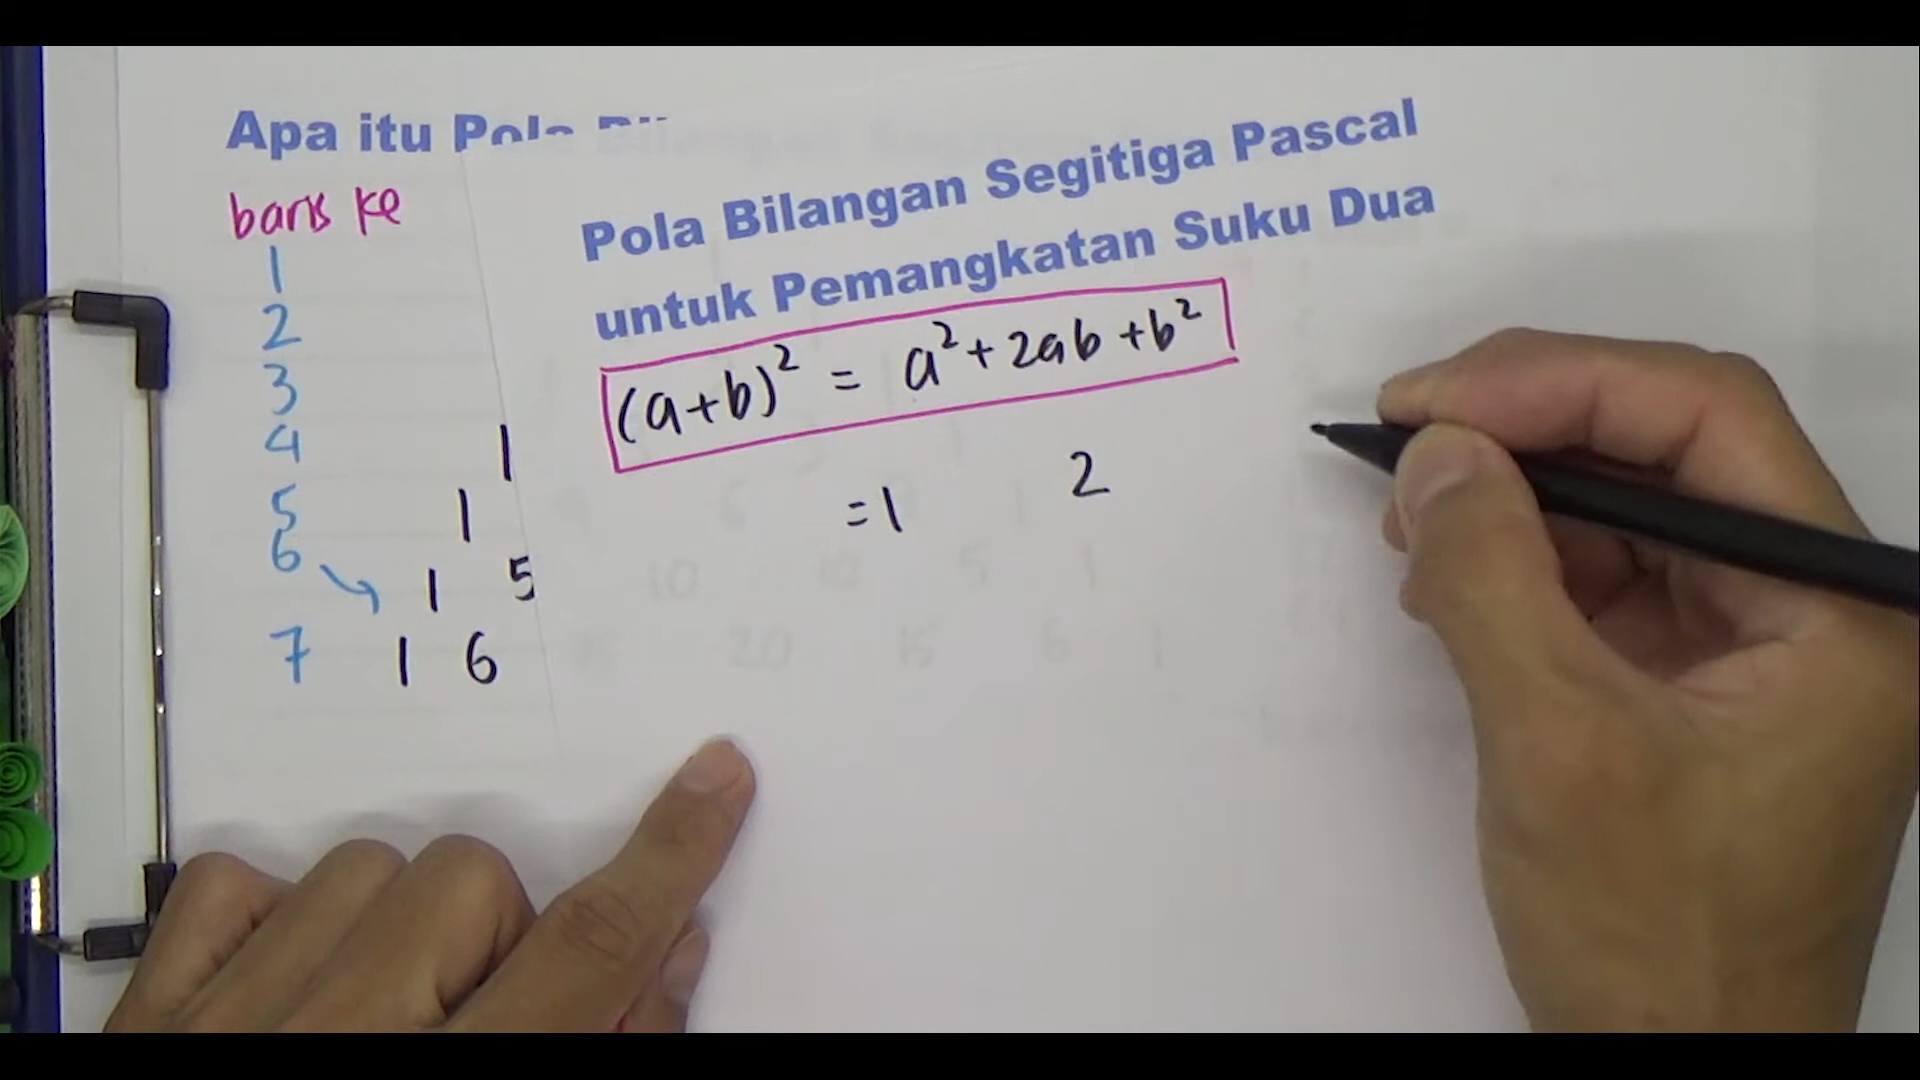 Apa itu
baris ke
1
2
3
4 1
5 1
6 1 5
7 1 6
Pola Bilangan Segitiga Pascal
untuk Pemangkatan Suku Dua
(a+b)² = a² + 2ab + b²
= 1 2